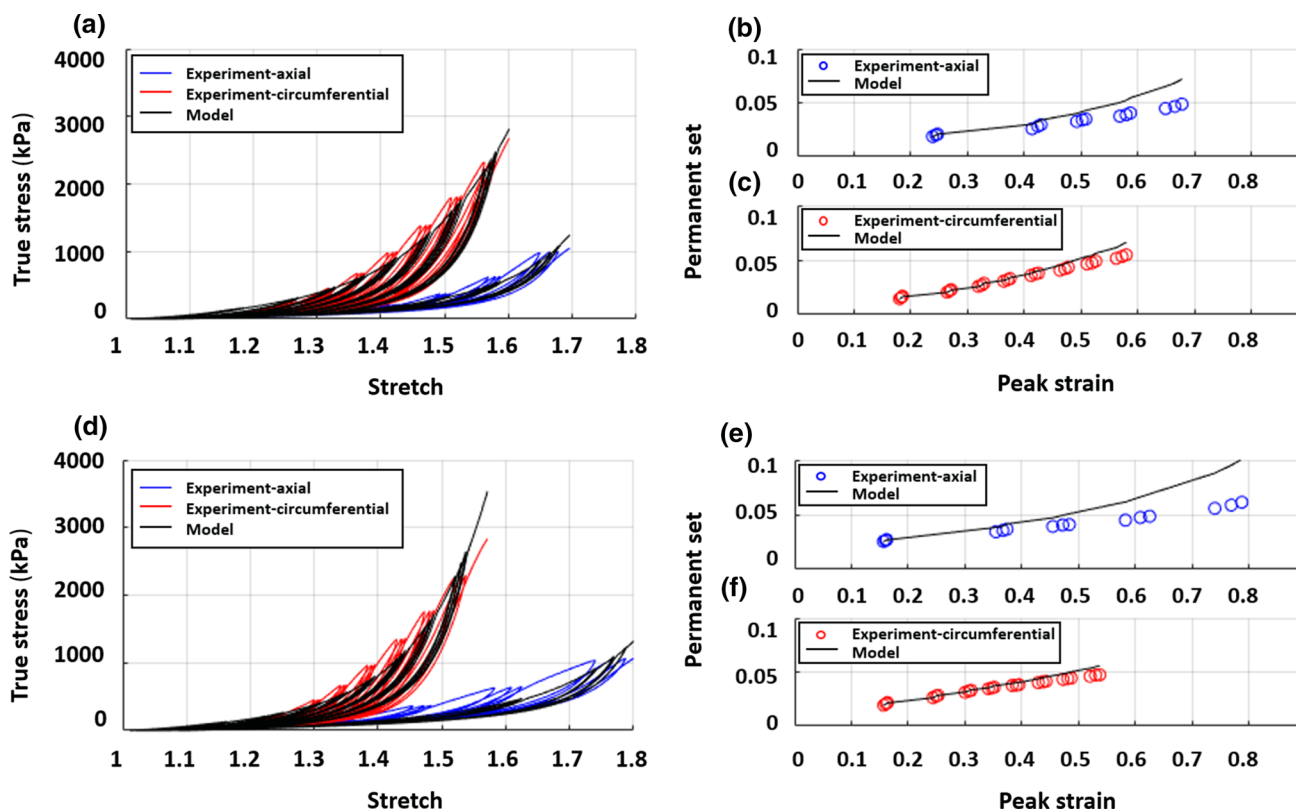 (a)
True stress (kPa)
4000
3000
2000
1000
0
Experiment-axial
Experiment-circumferential
Model
1 1.1 1.2 1.3 1.4 1.5 1.6 1.7 1.8
Stretch
(b)
Permanent set
0.1
0.05
0
Experiment-axial
Model
0 0.1 0.2 0.3 0.4 0.5 0.6 0.7 0.8
(c)
0.1
0.05
0
Experiment-circumferential
Model
0 0.1 0.2 0.3 0.4 0.5 0.6 0.7 0.8
Peak strain
(d)
True stress (kPa)
4000
3000
2000
1000
0
Experiment-axial
Experiment-circumferential
Model
1 1.1 1.2 1.3 1.4 1.5 1.6 1.7 1.8
Stretch
(e)
Permanent set
0.1
0.05
0
Experiment-axial
Model
0 0.1 0.2 0.3 0.4 0.5 0.6 0.7 0.8
(f)
0.1
0.05
0
Experiment-circumferential
Model
0 0.1 0.2 0.3 0.4 0.5 0.6 0.7 0.8
Peak strain